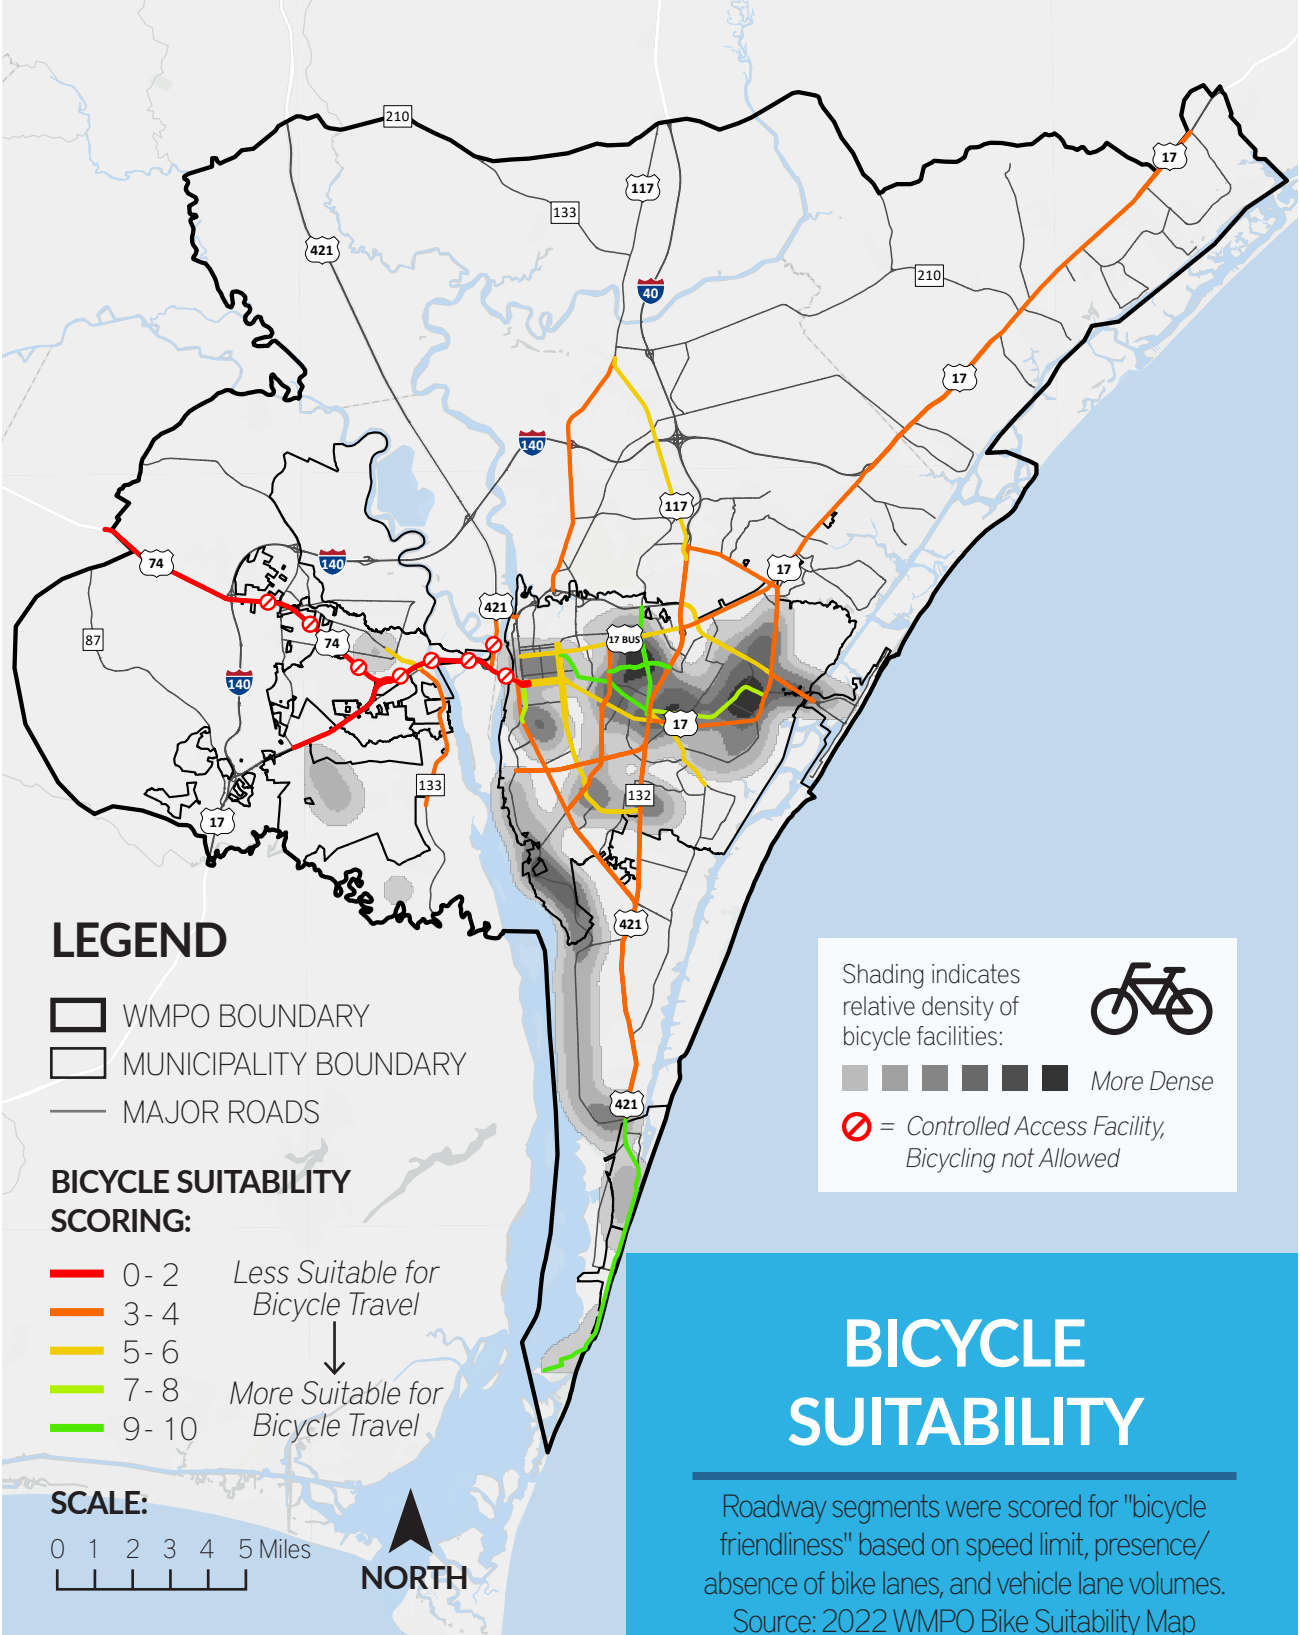 210
117
133
421
40
17
210
17
140
117
17
74
140
421
87
74
17 BUS
140
17
133
132
17
421
421
LEGEND
WMPO BOUNDARY
MUNICIPALITY BOUNDARY
MAJOR ROADS
BICYCLE SUITABILITY
SCORING:
0 - 2
3 - 4
5 - 6
7 - 8
9 - 10
Less Suitable for
Bicycle Travel
More Suitable for
Bicycle Travel
SCALE:
0 1 2 3 4 5 Miles
NORTH
Shading indicates
relative density of
bicycle facilities:
More Dense
= Controlled Access Facility,
Bicycling not Allowed
BICYCLE
SUITABILITY
Roadway segments were scored for "bicycle
friendliness" based on speed limit, presence/
absence of bike lanes, and vehicle lane volumes.
Source: 2022 WMPO Bike Suitability Map